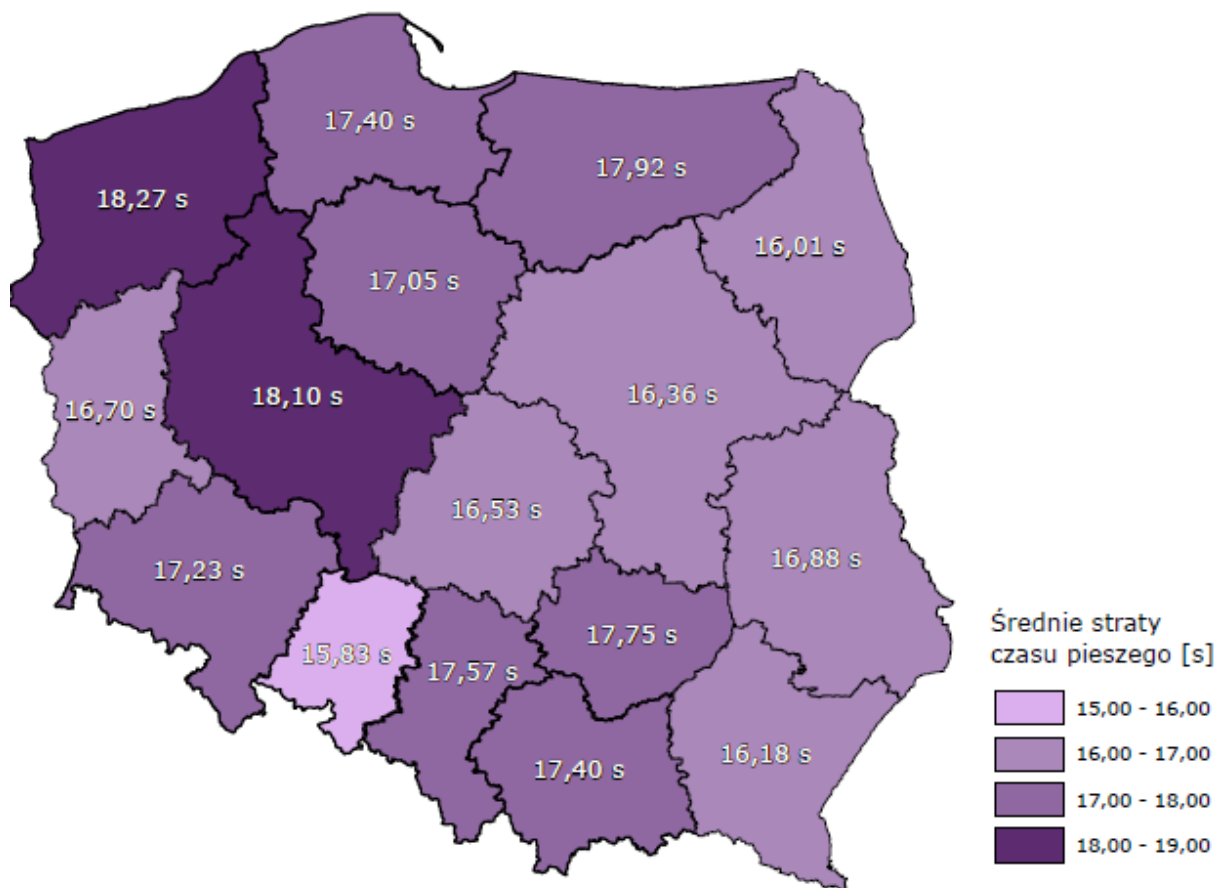 17,40 s
17,92 s
18,27 s
16,01 s
17,05 s
16,70 s
18,10 s
16,36 s
16,53 s
16,88 s
17,23 s
17,75 s
15,83 s
17,57 s
16,18 s
17,40 s
Średnie straty
czasu pieszego [s]
15,00 - 16,00
16,00 - 17,00
17,00 - 18,00
18,00 - 19,00